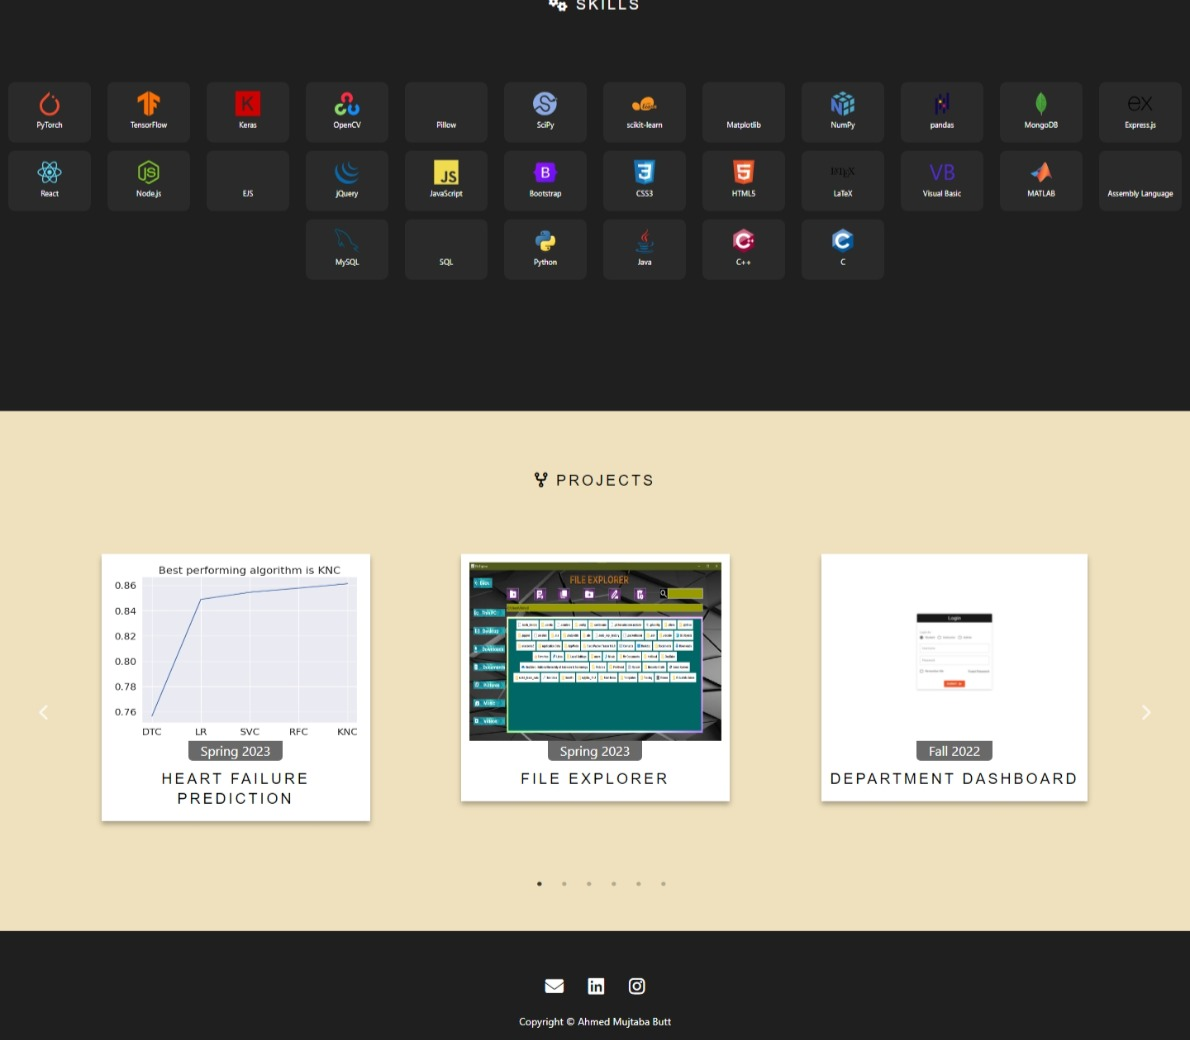 SKILLS
PyTorch
TensorFlow
Keras
OpenCV
Pillow
SciPy
scikit-learn
Matplotlib
NumPy
pandas
MongoDB
ex
Express.js
React
JS
Node.js
EJS
jQuery
JS
JavaScript
B
Bootstrap
3
CSS3
5
HTML5
LaTeX
VB
Visual Basic
MATLAB
Assembly Language
MySQL
SQL
Python
Java
C++
C
PROJECTS
Best performing algorithm is KNC
0.86
0.84
0.82
0.80
0.78
0.76
DTC LR SVC RFC KNC
Spring 2023
HEART FAILURE
PREDICTION
FILE EXPLORER
Spring 2023
FILE EXPLORER
Login
Fall 2022
DEPARTMENT DASHBOARD
Copyright © Ahmed Mujtaba Butt